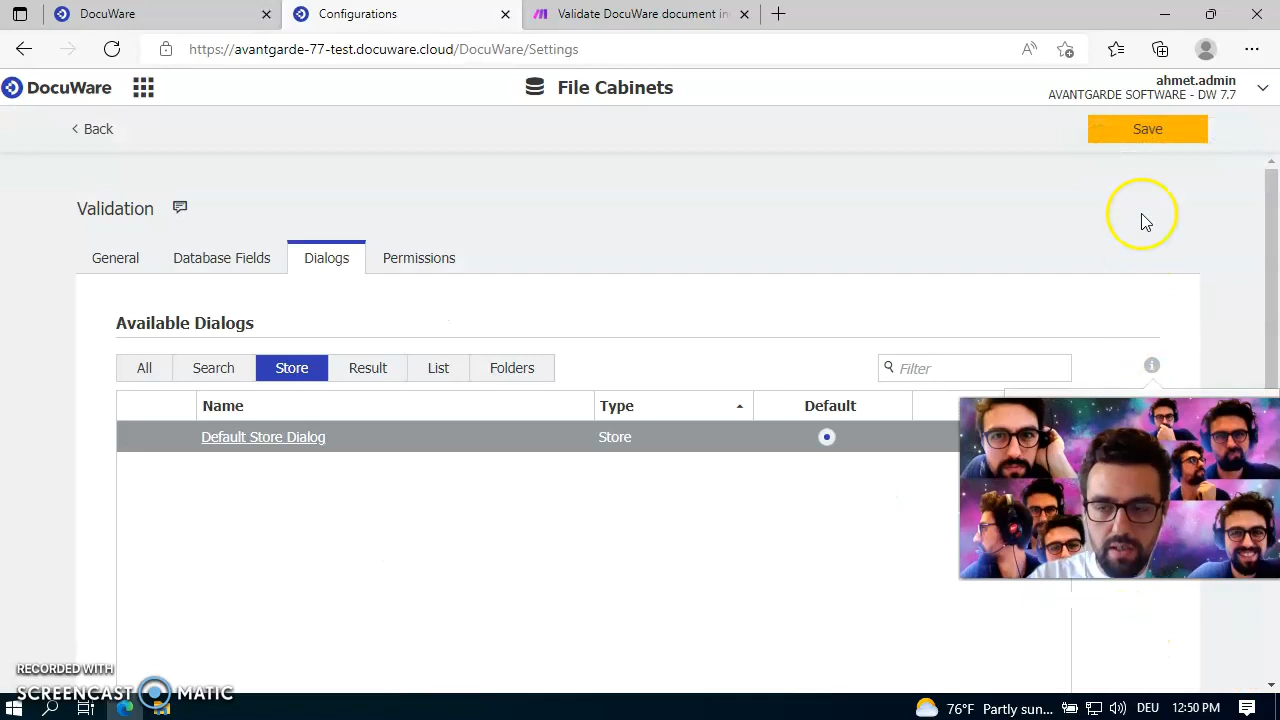 DocuWare
Configurations
Validate DocuWare document in
https://avantgarde-77-test.docuware.cloud/DocuWare/Settings
DocuWare
File Cabinets
ahmet.admin
AVANTGARDE SOFTWARE - DW 7.7
Back
Save
Validation
General
Database Fields
Dialogs
Permissions
Available Dialogs
All
Search
Store
Result
List
Folders
Filter
Name
Type
Default
Default Store Dialog
Store
RECORDED WITH
SCREENCAST MATIC
76°F Partly sun...
DEU
12:50 PM